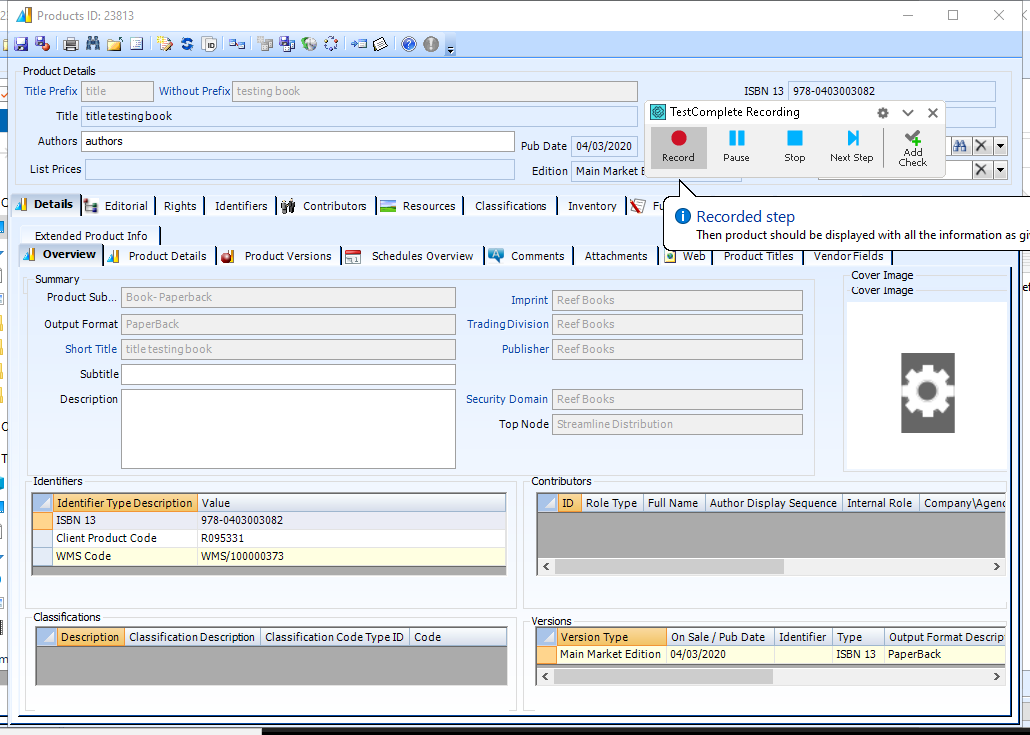 Products ID: 23813
Product Details
Title Prefix title Without Prefix testing book ISBN 13 978-0403003082
Title title testing book
Authors authors Pub Date 04/03/2020
List Prices Edition Main Market E
TestComplete Recording
Record Pause Stop Next Step Add Check
Recorded step
Then product should be displayed with all the information as gi
Details Editorial Rights Identifiers Contributors Resources Classifications Inventory Fu
Extended Product Info
Overview Product Details Product Versions Schedules Overview Comments Attachments Web Product Titles Vendor Fields
Summary
Product Sub... Book- Paperback
Output Format PaperBack
Short Title title testing book
Subtitle
Description
Imprint Reef Books
Trading Division Reef Books
Publisher Reef Books
Security Domain Reef Books
Top Node Streamline Distribution
Cover Image
Cover Image
Identifiers
Identifier Type Description Value
ISBN 13 978-0403003082
Client Product Code R095331
WMS Code WMS/100000373
Contributors
ID Role Type Full Name Author Display Sequence Internal Role Company\Agenc
Classifications
Description Classification Description Classification Code Type ID Code
Versions
Version Type On Sale / Pub Date Identifier Type Output Format Descrip
Main Market Edition 04/03/2020 ISBN 13 PaperBack